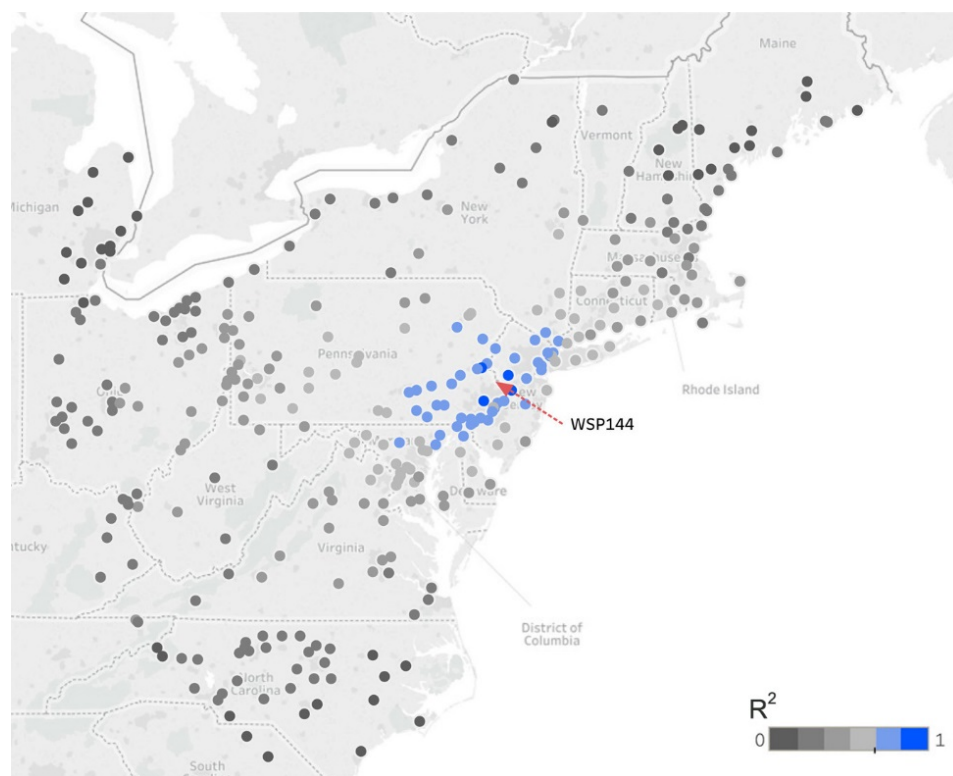 Maine
Vermont
New
Hampshire
Michigan
New
York
Massachusetts
Connecticut
Pennsylvania
Rhode Island
Ohio
New
Jersey
WSP144
Maryland
West
Virginia
Delaware
Kentucky
Virginia
District of
Columbia
North
Carolina
R²
0
1
South